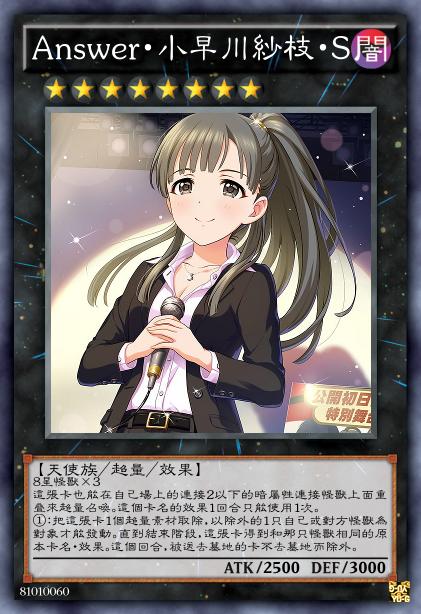 Answer・小早川紗枝・S
闇
公開初日
特別舞台
【天使族/超量/效果】
8星怪獸×3
這張卡也能在自己場上的連接2以下的暗屬性連接怪獸上面重
疊來超量召喚。這個卡名的效果1回合只能使用1次。
①:把這張卡1個超量素材取除,以除外的1只自己或對方怪獸為
對象才能發動。直到結束階段,這張卡得到和那只怪獸相同的原
本卡名·效果。這個回合,被送去墓地的卡不去墓地而除外。
ATK/2500 DEF/3000
81010060